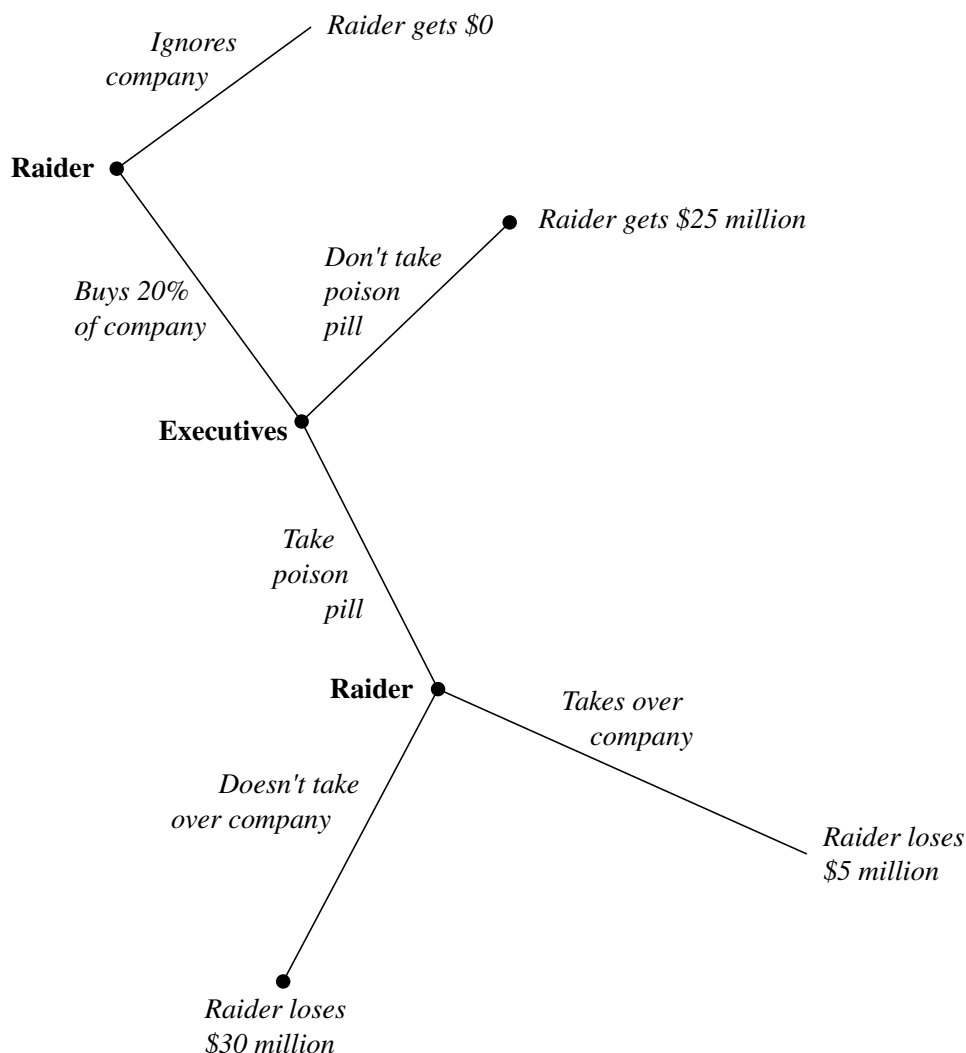 Raider gets $0
Ignores
company
Raider
Raider gets $25 million
Don't take
poison
pill
Buys 20%
of company
Executives
Take
poison
pill
Raider
Takes over
company
Doesn't take
over company
Raider loses
$5 million
Raider loses
$30 million